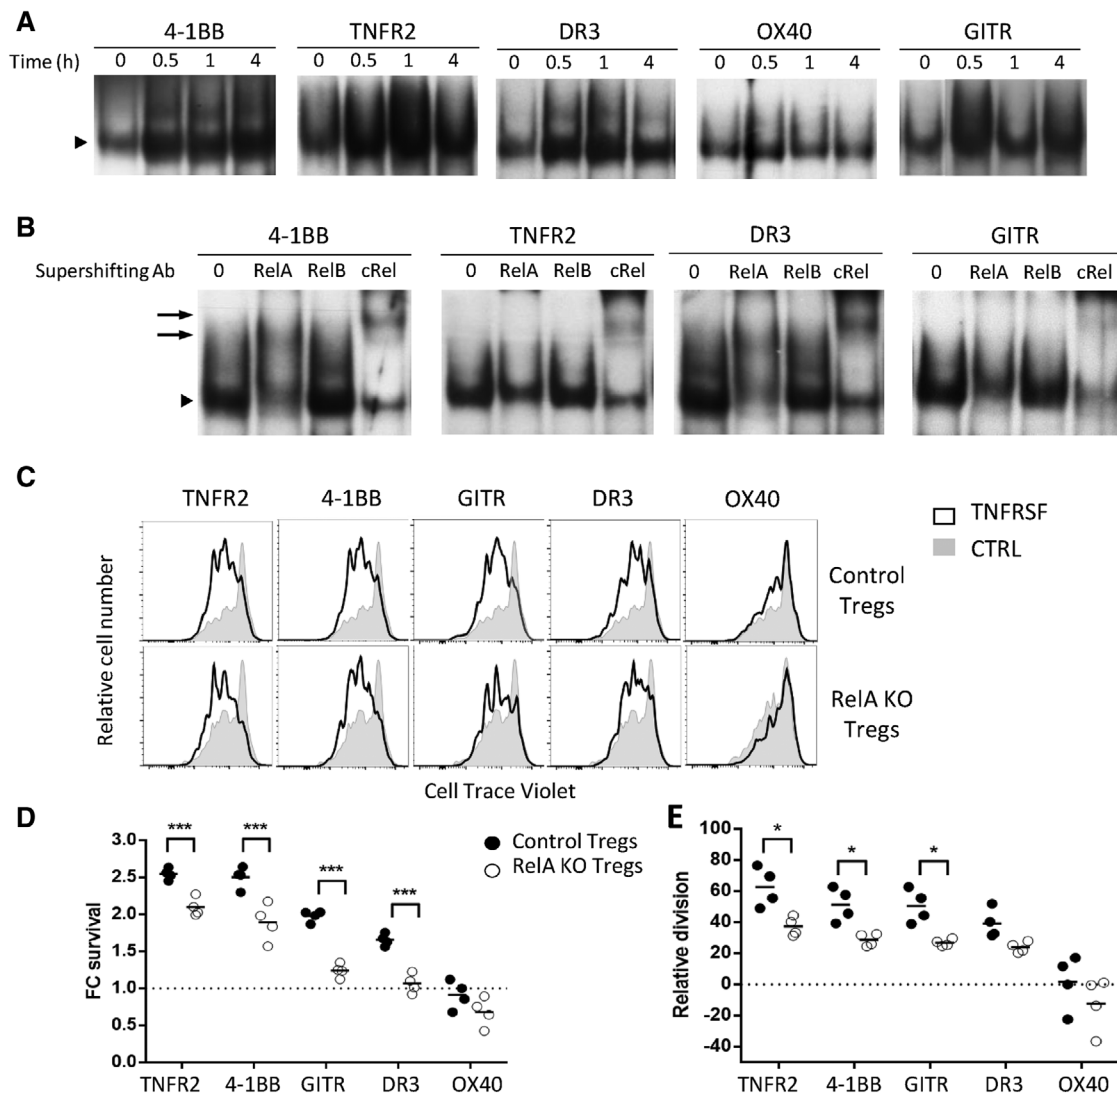 A
4-1BB TNFR2 DR3 OX40 GITR
Time (h) 0 0.5 1 4 0 0.5 1 4 0 0.5 1 4 0 0.5 1 4 0 0.5 1 4
B
4-1BB TNFR2 DR3 GITR
Supershifting Ab 0 RelA RelB cRel 0 RelA RelB cRel 0 RelA RelB cRel 0 RelA RelB cRel
C
TNFR2 4-1BB GITR DR3 OX40
TNFRSF
CTRL
Relative cell number
Control
Tregs
RelA KO
Tregs
Cell Trace Violet
D
FC survival
3.0
2.5
2.0
1.5
1.0
0.5
0.0
*** *** *** ***
Control Tregs
RelA KO Tregs
TNFR2 4-1BB GITR DR3 OX40
E
Relative division
100
80
60
40
20
0
-20
-40
* * *
TNFR2 4-1BB GITR DR3 OX40